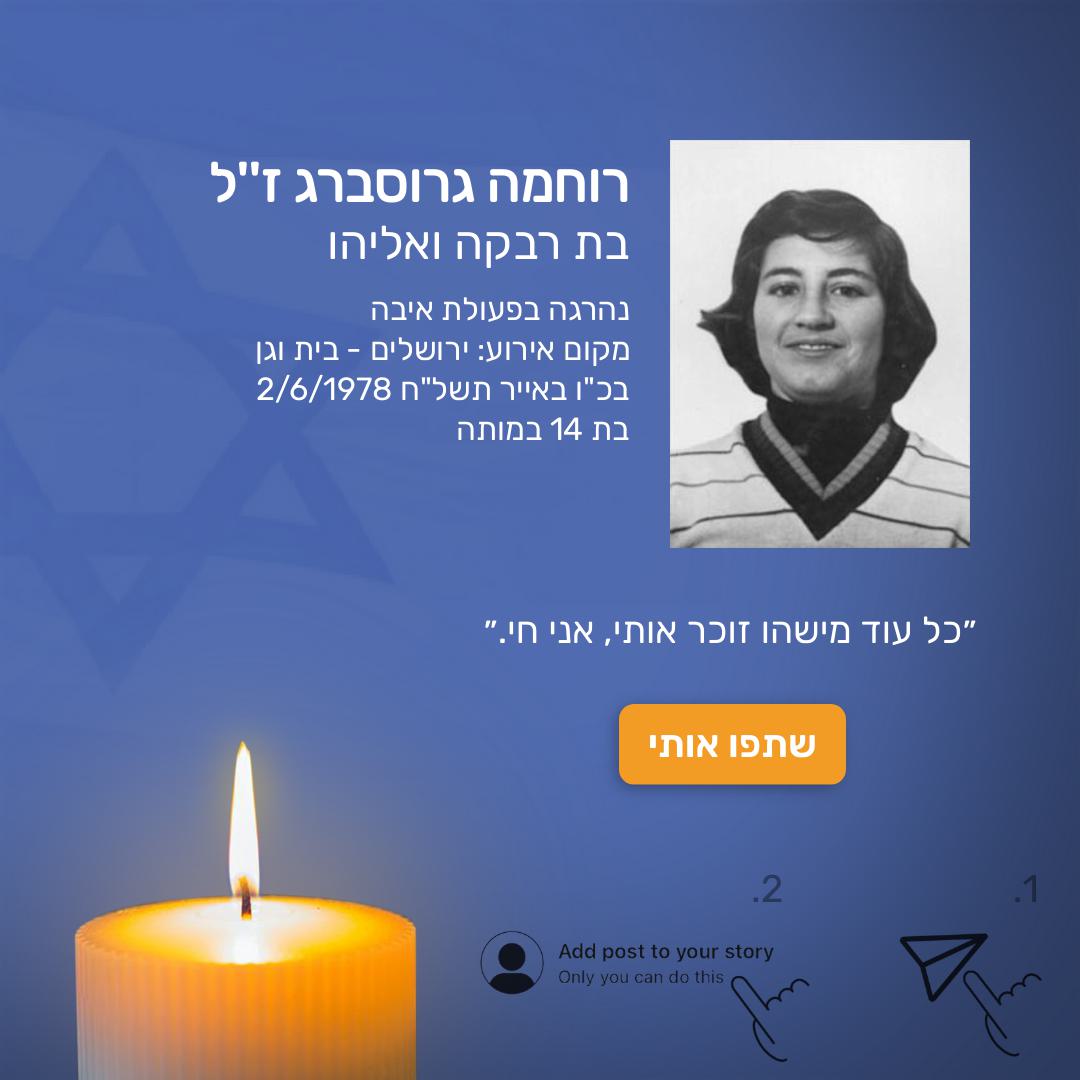 רוחמה גרוסברג ז"ל
בת רבקה ואליהו
נהרגה בפעולת איבה
מקום אירוע: ירושלים - בית וגן
בכ"ו באייר תשל"ח 2/6/1978
בת 14 במותה
״כל עוד מישהו זוכר אותי, אני חי.״
שתפו אותי
1.
2.
Add post to your story
Only you can do this